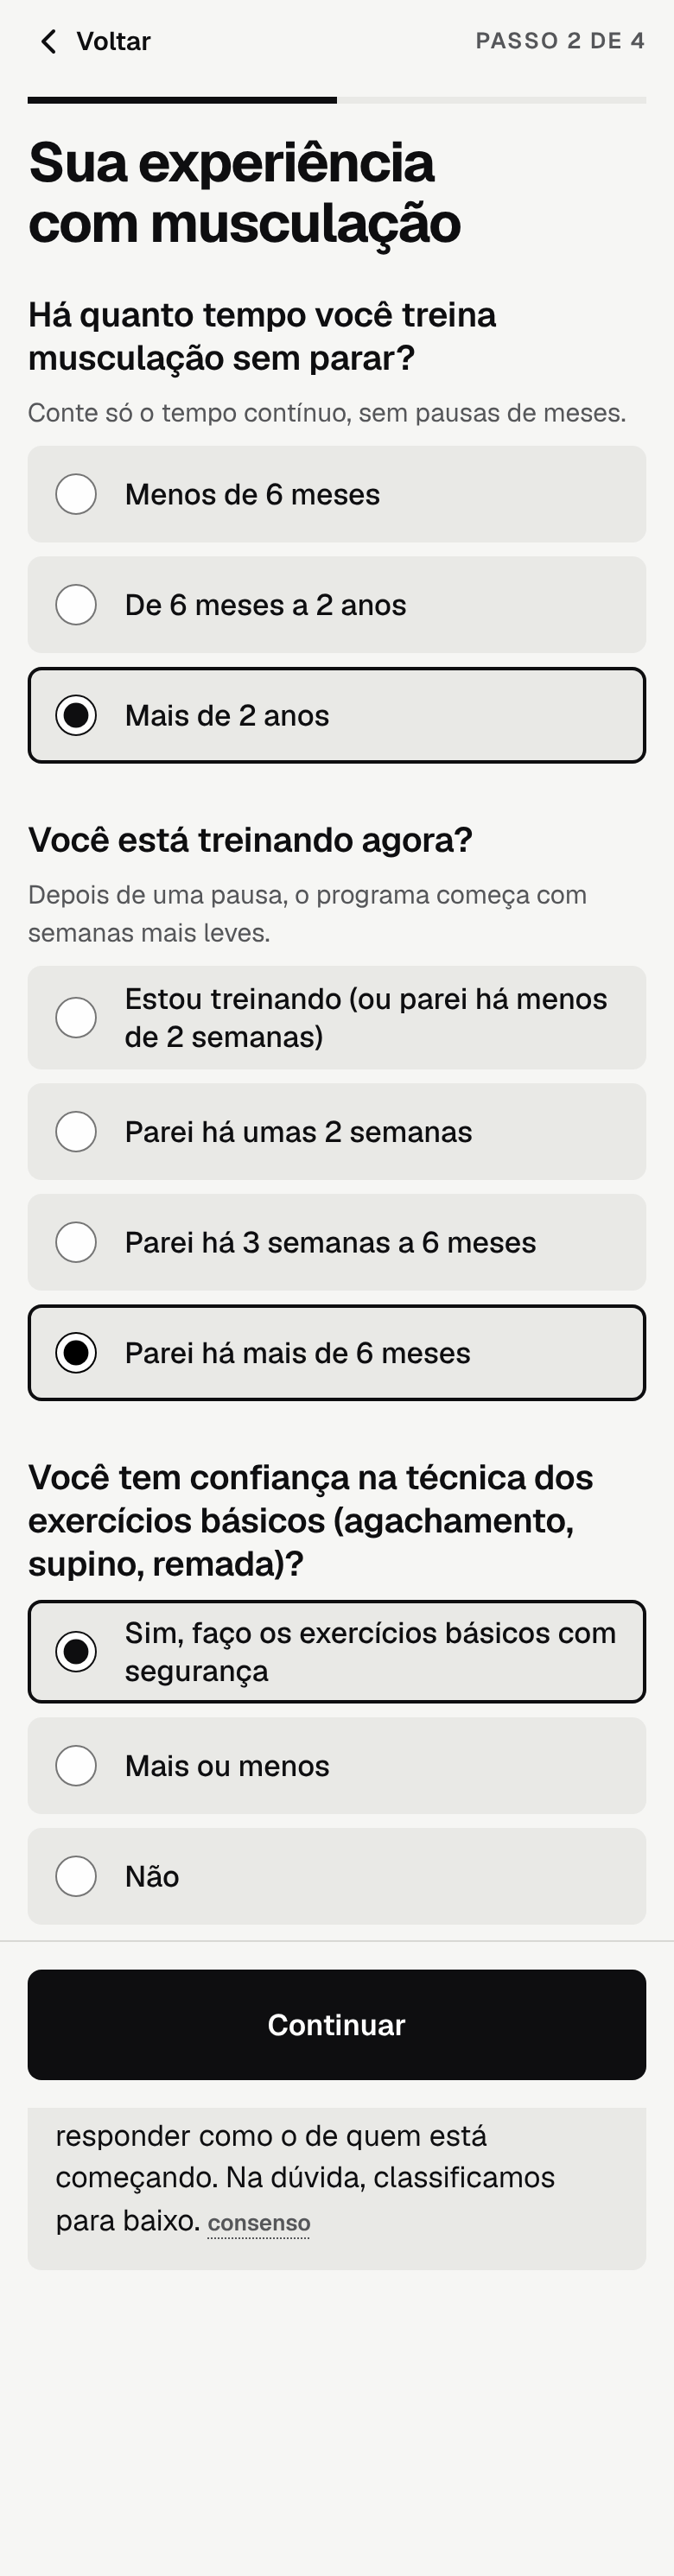 Voltar
PASSO 2 DE 4
Sua experiência
com musculação
Há quanto tempo você treina
musculação sem parar?
Conte só o tempo contínuo, sem pausas de meses.
Menos de 6 meses
De 6 meses a 2 anos
Mais de 2 anos
Você está treinando agora?
Depois de uma pausa, o programa começa com
semanas mais leves.
Estou treinando (ou parei há menos
de 2 semanas)
Parei há umas 2 semanas
Parei há 3 semanas a 6 meses
Parei há mais de 6 meses
Você tem confiança na técnica dos
exercícios básicos (agachamento,
supino, remada)?
Sim, faço os exercícios básicos com
segurança
Mais ou menos
Não
Continuar
responder como o de quem está
começando. Na dúvida, classificamos
para baixo. consenso